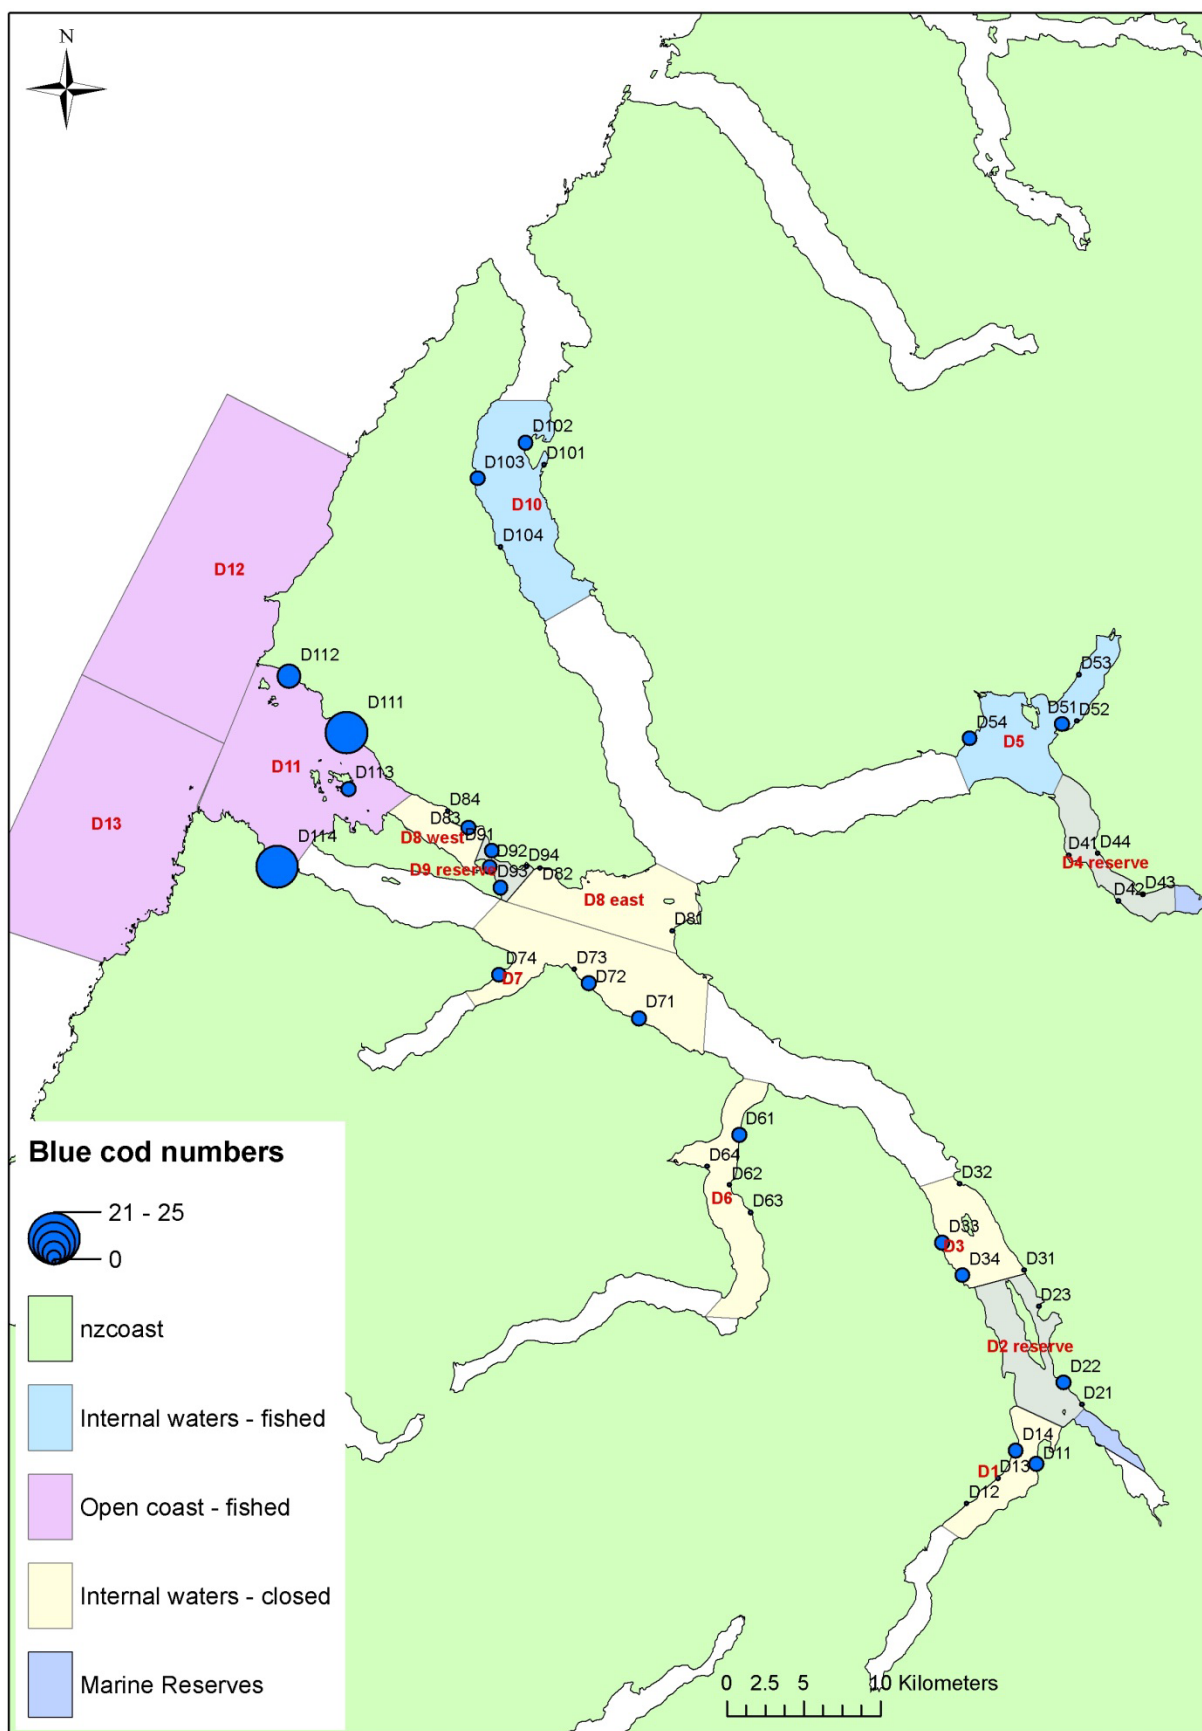 N
D102
D103
D101
D10
D104
D12
D112
D111
D11
D113
D13
D114
D53
D51
D52
D54
D5
D84
D83
D8 west
D91
D92
D94
D9 reserve
D93
D82
D8 east
D81
D41
D44
D4 reserve
D42
D43
D74
D7
D73
D72
D71
D61
D64
D62
D6
D63
D32
D33
D3
D34
D31
D23
D2 reserve
D22
D21
D14
D13
D11
D1
D12
Blue cod numbers
21 - 25
0
nzcoast
Internal waters - fished
Open coast - fished
Internal waters - closed
Marine Reserves
0 2.5 5 10 Kilometers